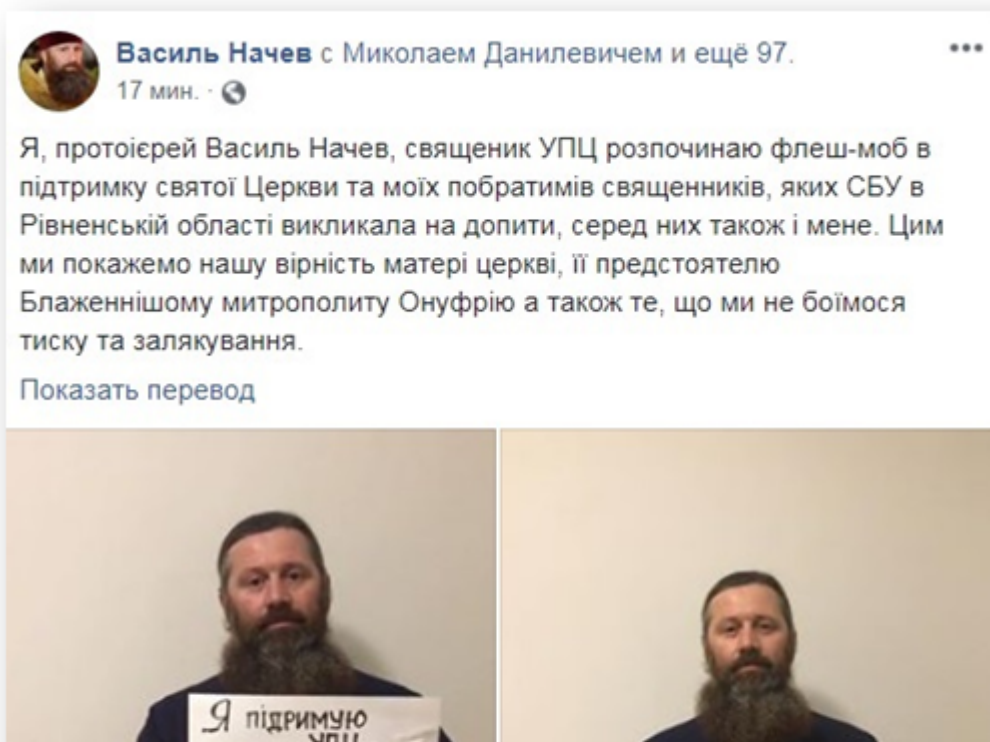 Василь Начев с Миколаем Данилевичем и ещё 97.
17 мин. ·
Я, протоієрей Василь Начев, священик УПЦ розпочинаю флеш-моб в
підтримку святої Церкви та моїх побратимів священників, яких СБУ в
Рівненській області викликала на допити, серед них також і мене. Цим
ми покажемо нашу вірність матері церкві, її предстоятелю
Блаженнішому митрополиту Онуфрію а також те, що ми не боїмося
тиску та залякування.
Показать перевод
Я підримую
УПЦ